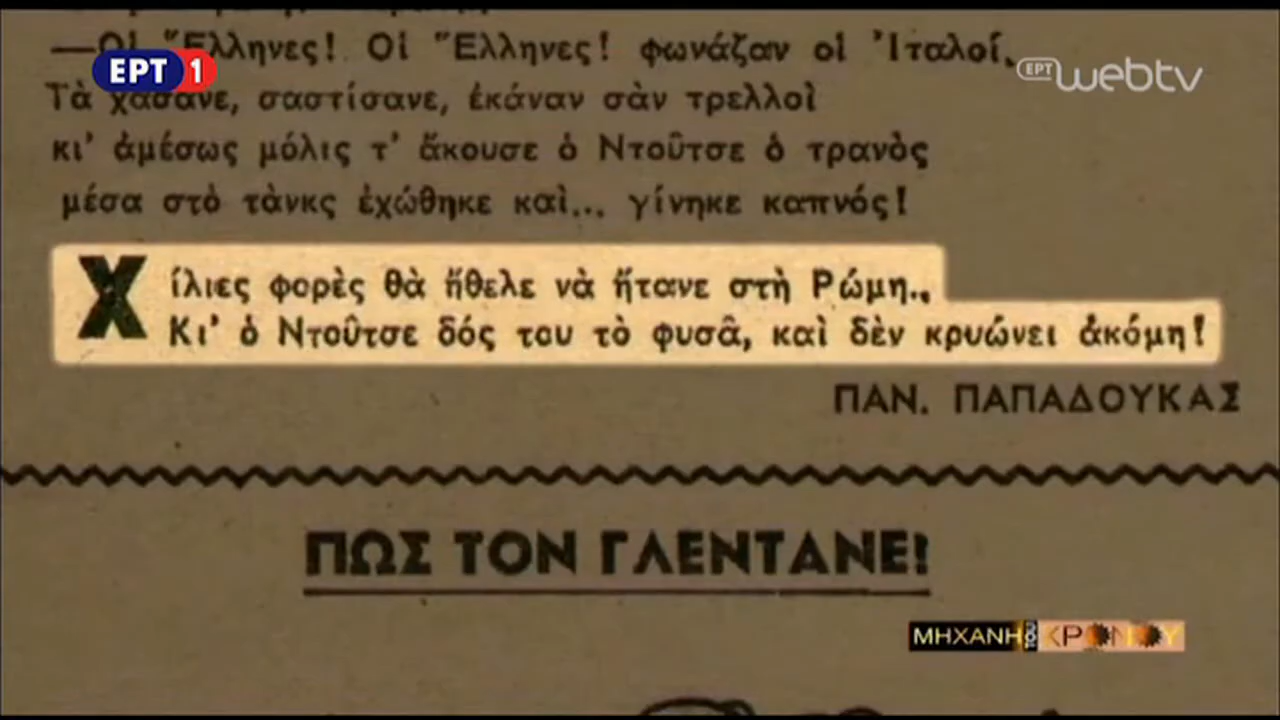 —Οἱ Ἕλληνες! Οἱ Ἕλληνες! φωνάζαν οἱ Ἰταλοί.
Τὰ χάσανε, σαστίσανε, ἐκάναν σὰν τρελλοὶ
κι' ἀμέσως μόλις τ' ἄκουσε ὁ Ντοῦτσε ὁ τρανὸς
μέσα στὸ τὰνκς ἐχώθηκε καὶ... γίνηκε καπνός!
Χίλιες φορὲς θὰ ἤθελε νὰ ἤτανε στὴ Ρώμη..
Κι' ὁ Ντοῦτσε δός του τὸ φυσᾶ, καὶ δὲν κρυώνει ἀκόμη!
ΠΑΝ. ΠΑΠΑΔΟΥΚΑΣ
ΠΩΣ ΤΟΝ ΓΛΕΝΤΑΝΕ!
ΕΡΤ 1
ΕΡΤ webtv
ΜΗΧΑΝΗ ΤΟΥ ΧΡΟΝΟΥ